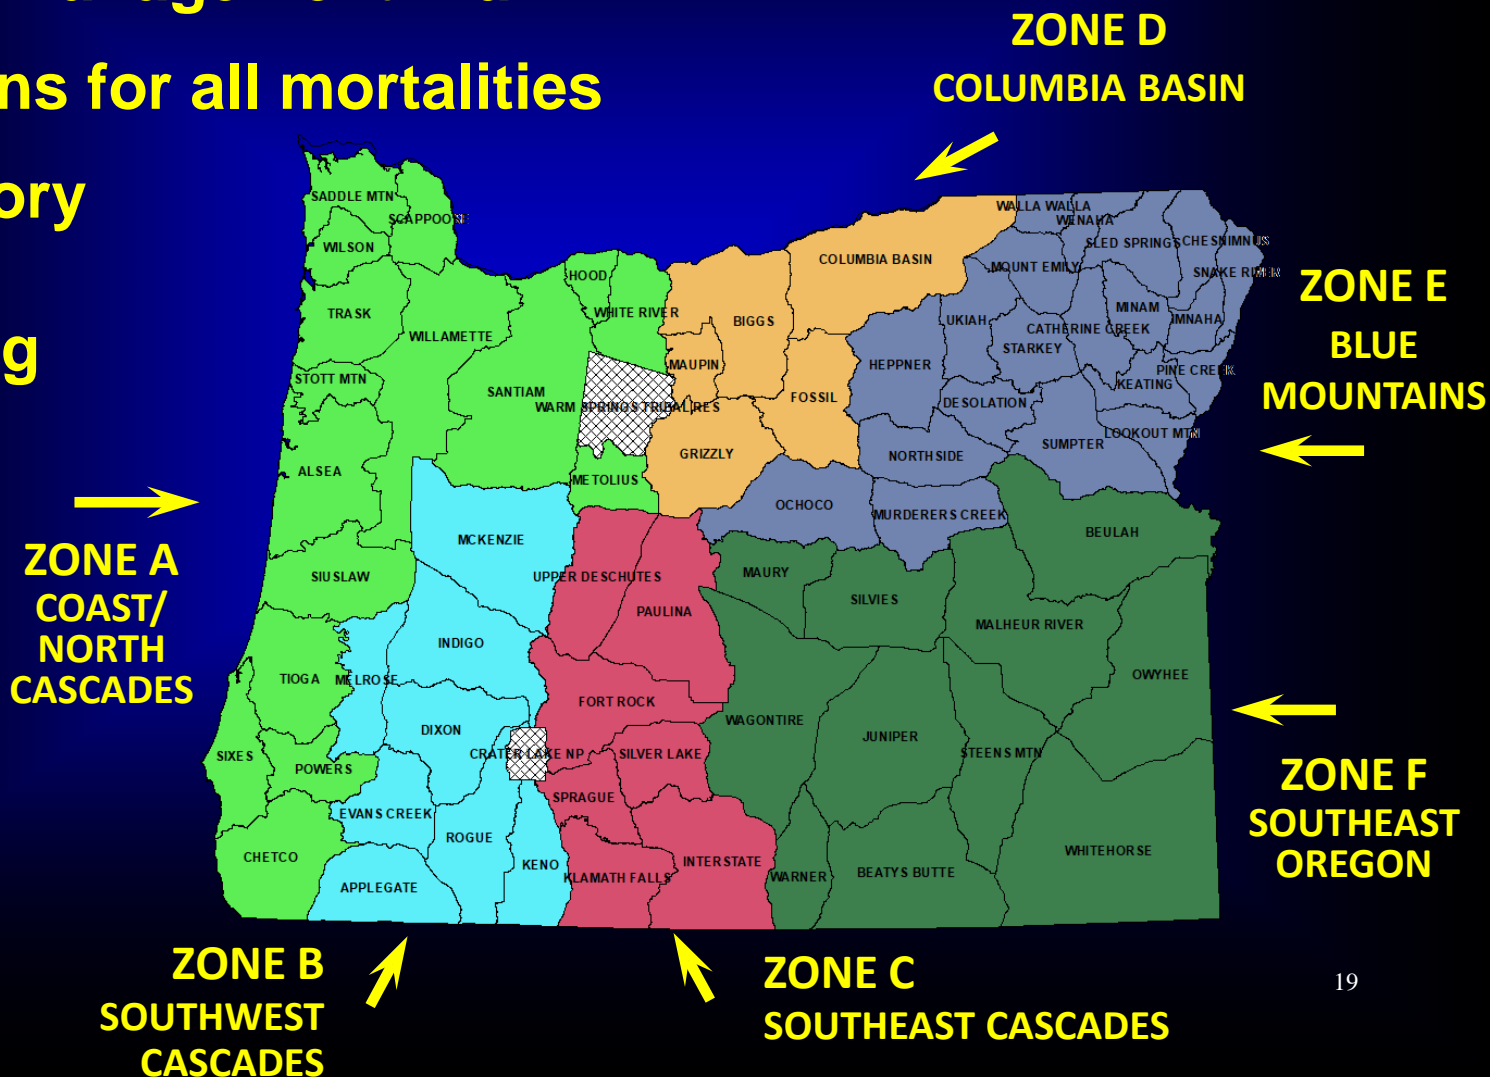 ns for all mortalities
ory
g
ZONE D
COLUMBIA BASIN
SADDLE MTN
SCAPPOOSE
WILSON
TRASK
WILLAMETTE
HOOD
WHITE RIVER
STOTT MTN
SANTIAM
WARM SPRINGS TRIBAL RES
ALSEA
METOLIUS
SIUSLAW
TIOGA
SIXES
POWERS
CHETCO
COLUMBIA BASIN
BIGGS
MAUPIN
FOSSIL
GRIZZLY
WALLA WALLA
WENAHA
SLED SPRINGS
CHESNIMNUS
SNAKE RIVER
MOUNT EMILY
MINAM
IMNAHA
UKIAH
CATHERINE CREEK
STARKEY
HEPPNER
PINE CREEK
KEATING
DESOLATION
LOOKOUT MTN
SUMPTER
NORTHSIDE
OCHOCO
MURDERERS CREEK
MCKENZIE
INDIGO
MELROSE
DIXON
CRATER LAKE NP
EVANS CREEK
ROGUE
KENO
APPLEGATE
UPPER DESCHUTES
PAULINA
FORT ROCK
SILVER LAKE
SPRAGUE
KLAMATH FALLS
INTERSTATE
BEULAH
MAURY
SILVIES
MALHEUR RIVER
OWYHEE
WAGONTIRE
JUNIPER
STEENS MTN
WHITEHORSE
WARNER
BEATYS BUTTE
ZONE E
BLUE
MOUNTAINS
ZONE A
COAST/
NORTH
CASCADES
ZONE F
SOUTHEAST
OREGON
ZONE B
SOUTHWEST
CASCADES
ZONE C
SOUTHEAST CASCADES
19